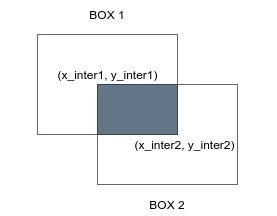 BOX 1
(x_inter1, y_inter1)
(x_inter2, y_inter2)
BOX 2